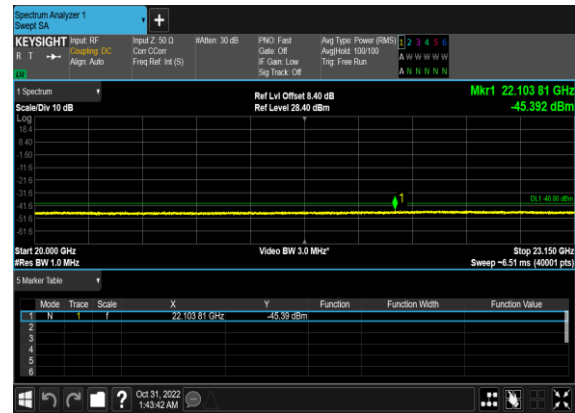 Spectrum Analyzer 1
Swept SA
KEYSIGHT Input: RF Input Z: 50 Ω #Atten: 30 dB PNO: Fast Avg Type: Power (RMS) 1 2 3 4 5 6
R T Coupling: DC Corr CCorr Gate: Off Avg|Hold: 100/100 A W W W W W
Align: Auto Freq Ref: Int (S) IF Gain: Low Trig: Free Run
LXI Sig Track: Off A N N N N N
1 Spectrum Ref Lvl Offset 8.40 dB Mkr1 22.103 81 GHz
Scale/Div 10 dB Ref Level 28.40 dBm -45.392 dBm
Log
18.4
8.40
-1.60
-11.6
-21.6
-31.6
1
DL1 -40.00 dBm
-41.6
-51.6
-61.6
Start 20.000 GHz Video BW 3.0 MHz* Stop 23.150 GHz
#Res BW 1.0 MHz Sweep ~6.51 ms (40001 pts)
5 Marker Table
Mode Trace Scale X Y Function Function Width Function Value
1 N 1 f 22.103 81 GHz -45.39 dBm
2
3
4
5
6
? Oct 31, 2022
1:43:42 AM